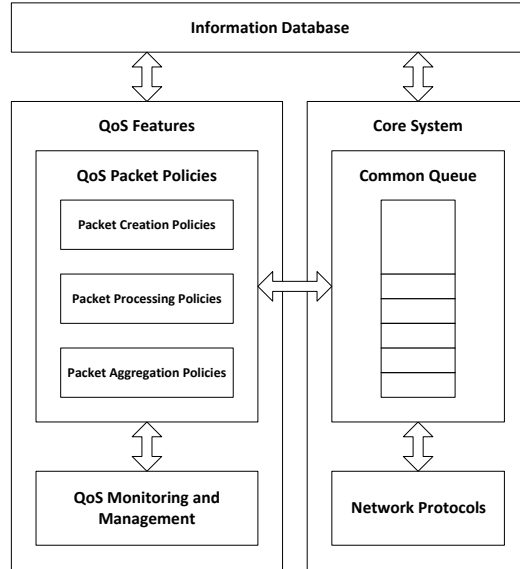 Information Database
QoS Features
QoS Packet Policies
Packet Creation Policies
Packet Processing Policies
Packet Aggregation Policies
QoS Monitoring and
Management
Core System
Common Queue
Network Protocols